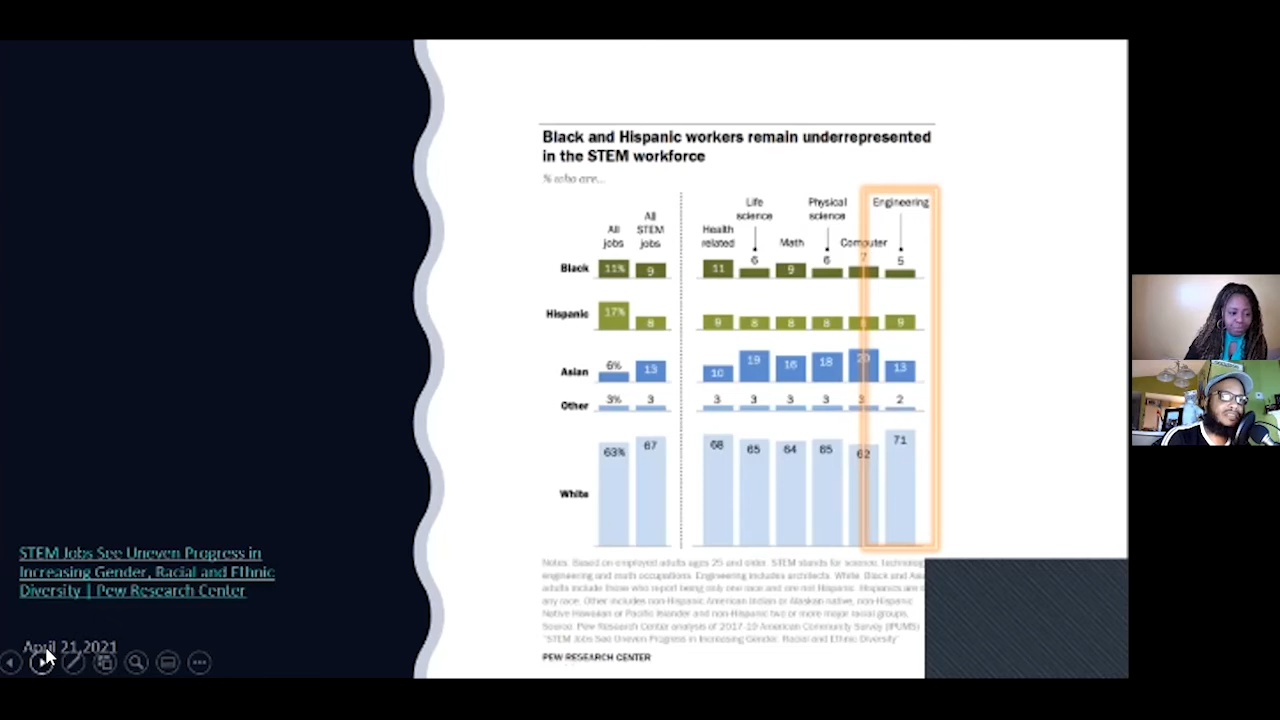 Black and Hispanic workers remain underrepresented
in the STEM workforce
% who are...
All jobs
All STEM jobs
Health related
Life science
Math
Physical science
Computer
Engineering
Black 11% 9 11 6 9 6 7 5
Hispanic 17% 8 9 8 8 8 8 9
Asian 6% 13 10 19 16 18 20 13
Other 3% 3 3 3 3 3 3 2
White 63% 67 68 65 64 65 62 71
Notes: Based on employed adults ages 25 and older. STEM stands for science, technology
engineering and math occupations. Engineering includes architects. White, Black and
adults include those who report being only one race and are not Hispanic. Hispanics are
any race. Other includes non-Hispanic American Indian or Alaskan native, non-Hispanic
Native Hawaiian or Pacific Islander and non-Hispanic two or more major racial groups.
Source: Pew Research Center analysis of 2017-19 American Community Survey (IPUMS)
"STEM Jobs See Uneven Progress in Increasing Gender, Racial and Ethnic Diversity"
PEW RESEARCH CENTER
STEM Jobs See Uneven Progress in
Increasing Gender, Racial and Ethnic
Diversity | Pew Research Center
April 21,2021